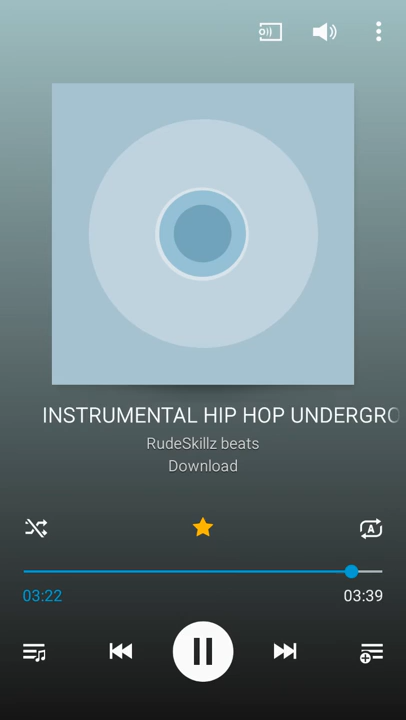 INSTRUMENTAL HIP HOP UNDERGRO
RudeSkillz beats
Download
A
03:22
03:39